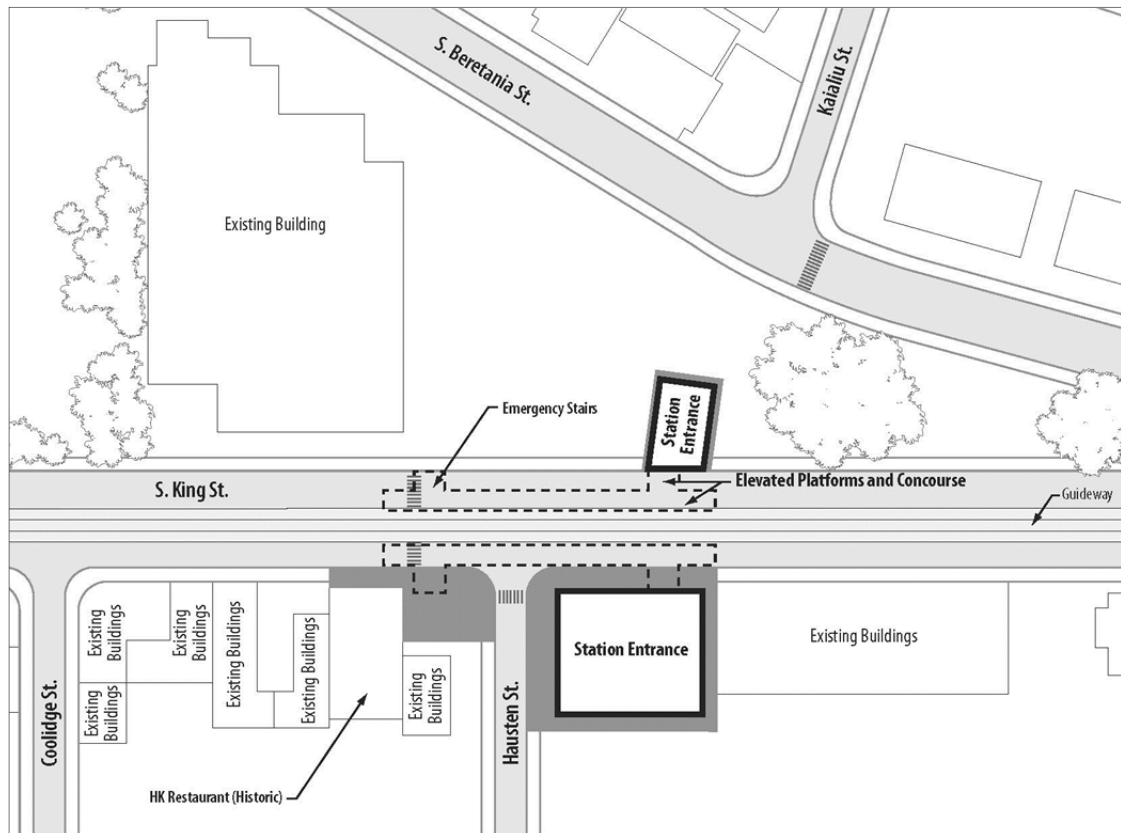 S. Beretania St.
Kaialiu St.
Existing Building
Emergency Stairs
Station
Entrance
Elevated Platforms and Concourse
S. King St.
Guideway
Existing
Buildings
Existing
Buildings
Existing Buildings
Existing Buildings
Existing
Buildings
Existing
Buildings
Station Entrance
Existing Buildings
Coolidge St.
Hausten St.
HK Restaurant (Historic)